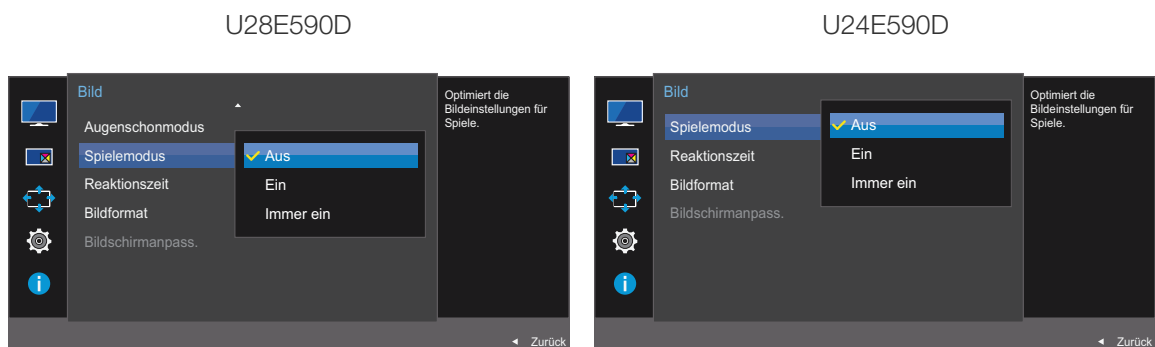 U28E590D
Bild
Augenschonmodus
Spielemodus
Reaktionszeit
Bildformat
Bildschirmanpass.
Aus
Ein
Immer ein
Optimiert die
Bildeinstellungen für
Spiele.
Zurück
U24E590D
Bild
Spielemodus
Reaktionszeit
Bildformat
Bildschirmanpass.
Aus
Ein
Immer ein
Optimiert die
Bildeinstellungen für
Spiele.
Zurück